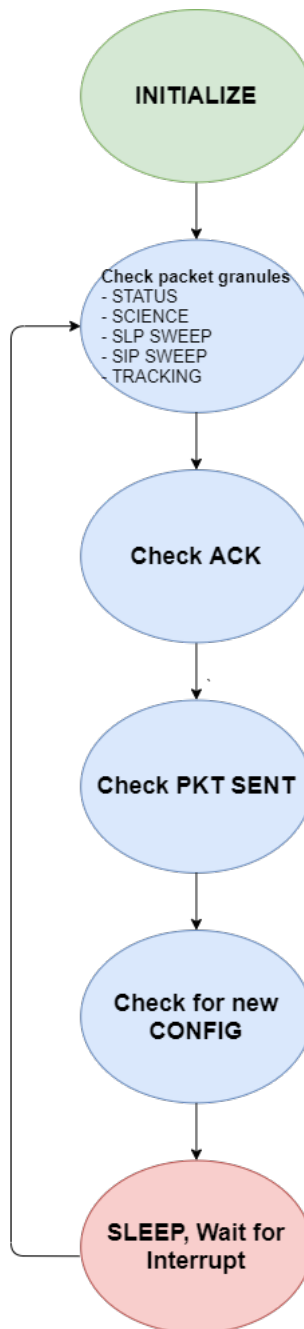 INITIALIZE
Check packet granules
- STATUS
- SCIENCE
- SLP SWEEP
- SIP SWEEP
- TRACKING
Check ACK
Check PKT SENT
Check for new
CONFIG
SLEEP, Wait for
Interrupt